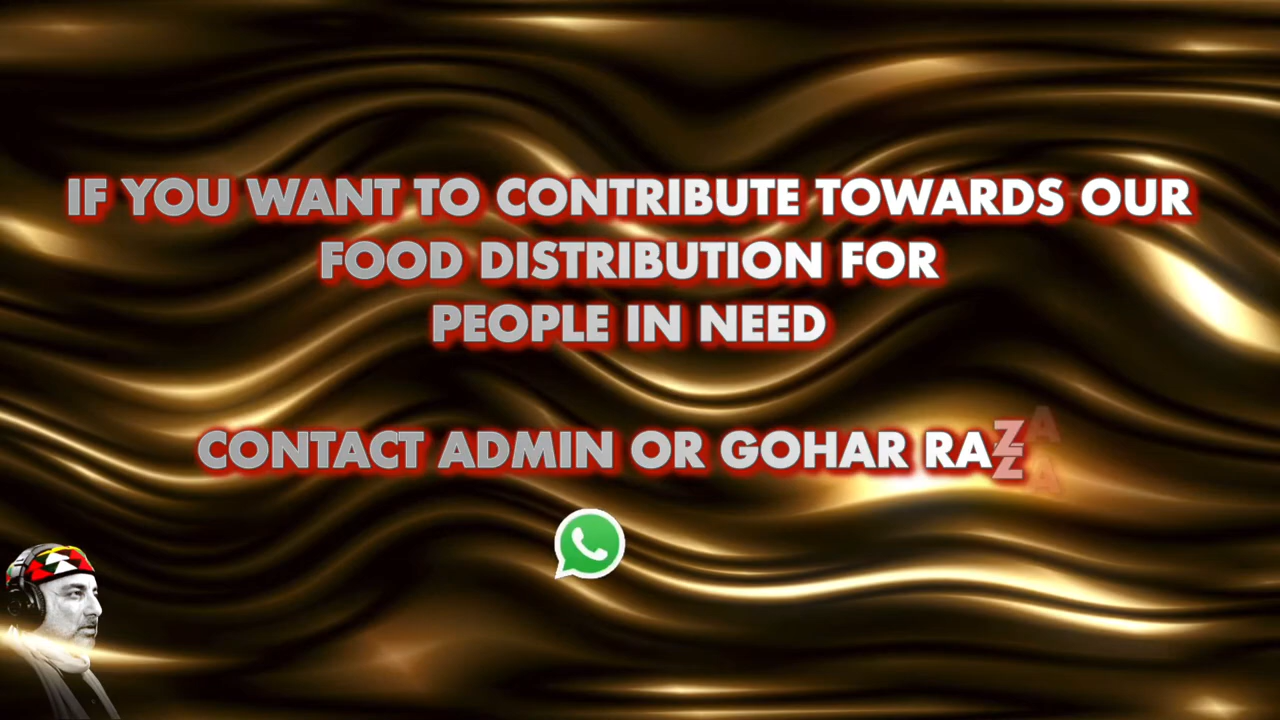 IF YOU WANT TO CONTRIBUTE TOWARDS OUR
FOOD DISTRIBUTION FOR
PEOPLE IN NEED
CONTACT ADMIN OR GOHAR RAZA